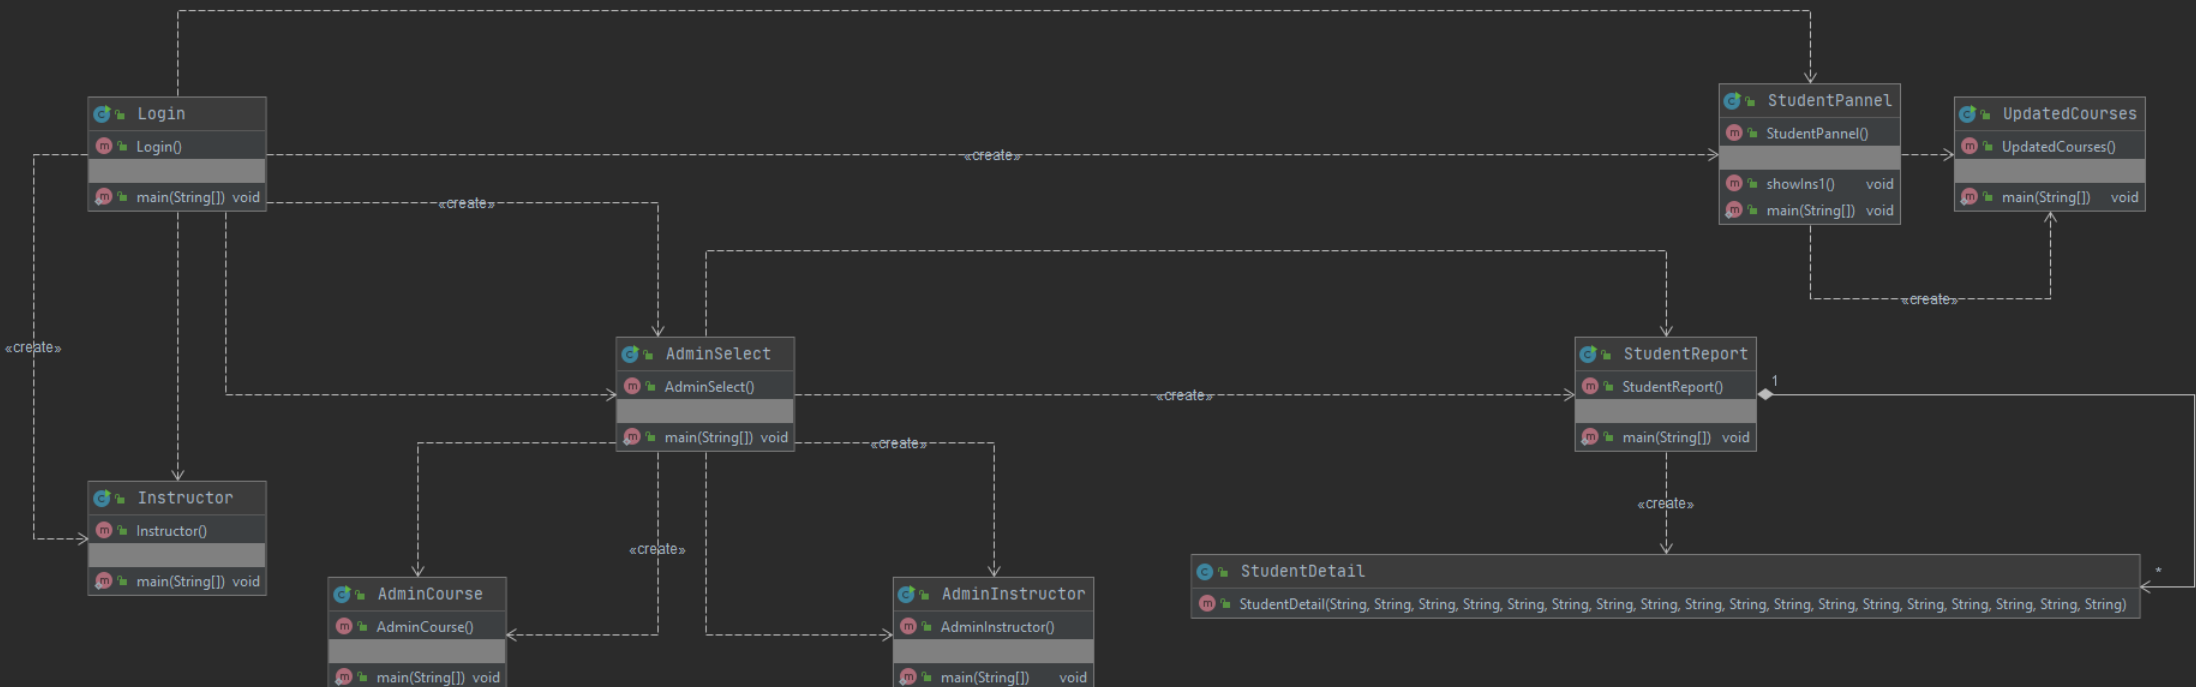 Login
Login()
main(String[]) void
StudentPannel
StudentPannel()
showIns1() void
main(String[]) void
UpdatedCourses
UpdatedCourses()
main(String[]) void
«create»
«create»
«create»
«create»
AdminSelect
AdminSelect()
main(String[]) void
StudentReport
StudentReport()
main(String[]) void
1
«create»
«create»
«create»
«create»
Instructor
Instructor()
main(String[]) void
AdminCourse
AdminCourse()
main(String[]) void
AdminInstructor
AdminInstructor()
main(String[]) void
StudentDetail
StudentDetail(String, String, String, String, String, String, String, String, String, String, String, String, String, String, String, String, String, String)
*